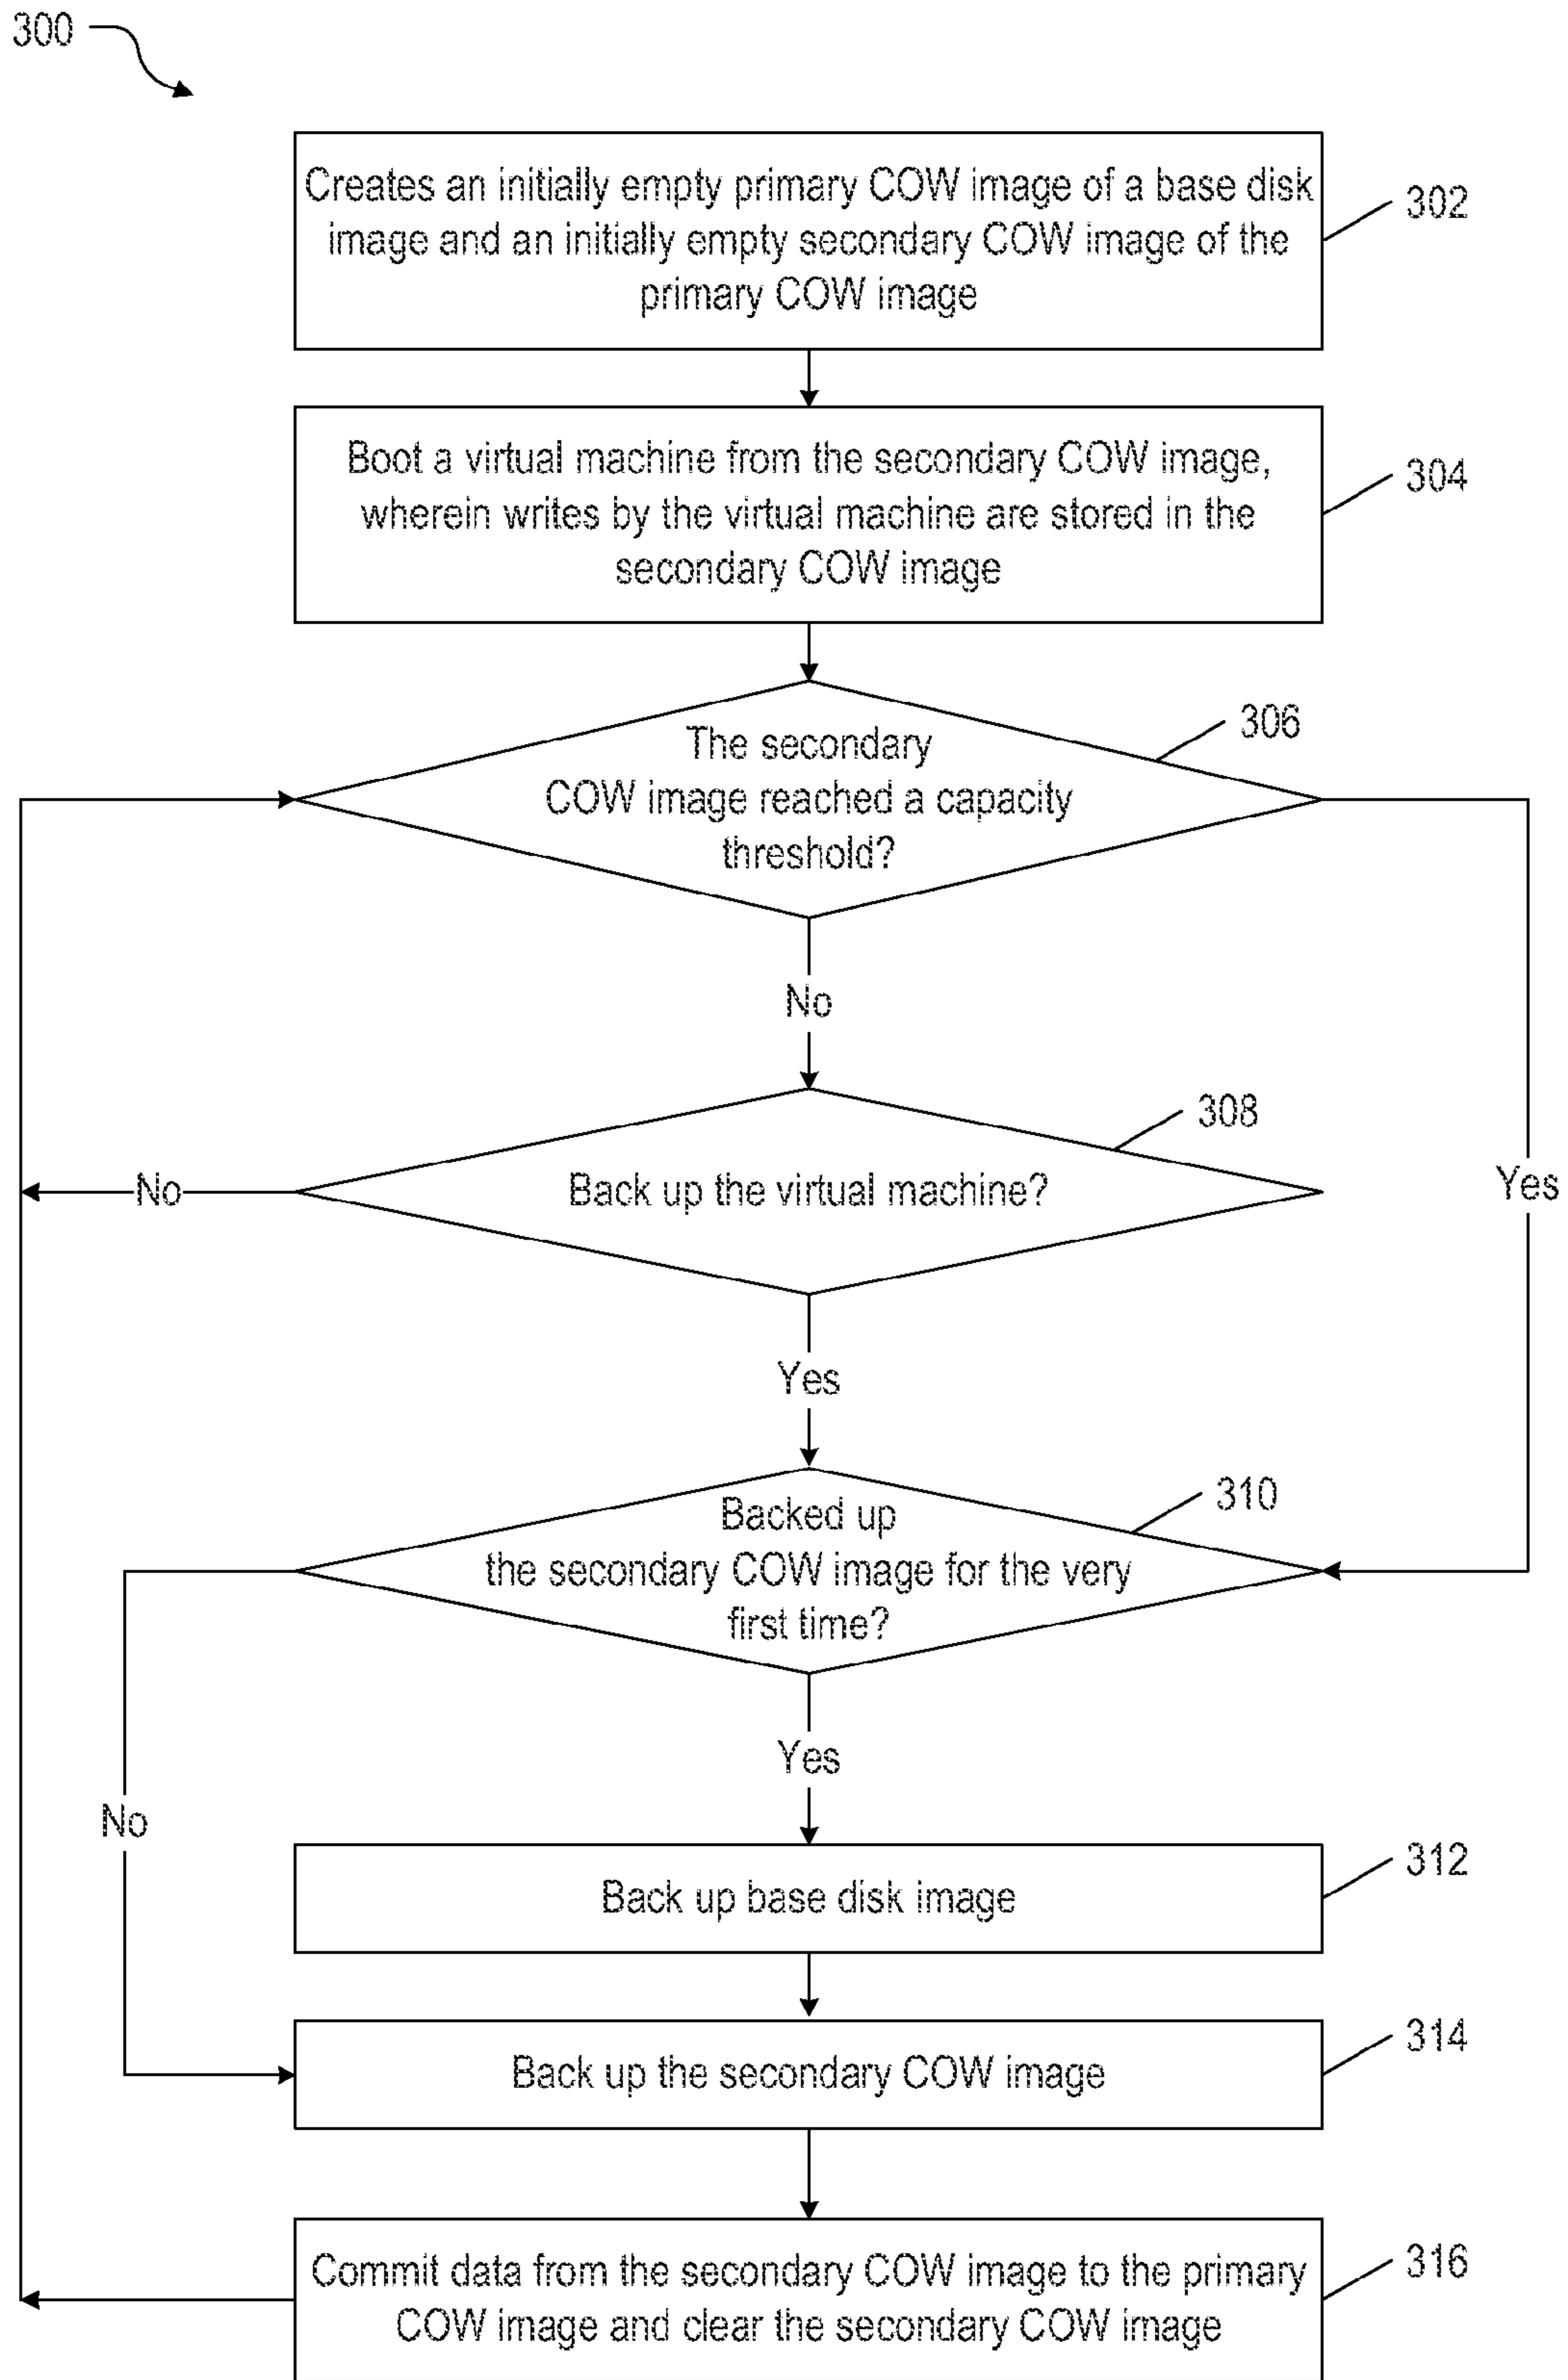 300
Creates an initially empty primary COW image of a base disk
image and an initially empty secondary COW image of the
primary COW image
302
Boot a virtual machine from the secondary COW image,
wherein writes by the virtual machine are stored in the
secondary COW image
304
The secondary
COW image reached a capacity
threshold?
306
No
Back up the virtual machine?
308
No
Yes
Yes
Backed up
the secondary COW image for the very
first time?
310
Yes
No
Back up base disk image
312
Back up the secondary COW image
314
Commit data from the secondary COW image to the primary
COW image and clear the secondary COW image
316